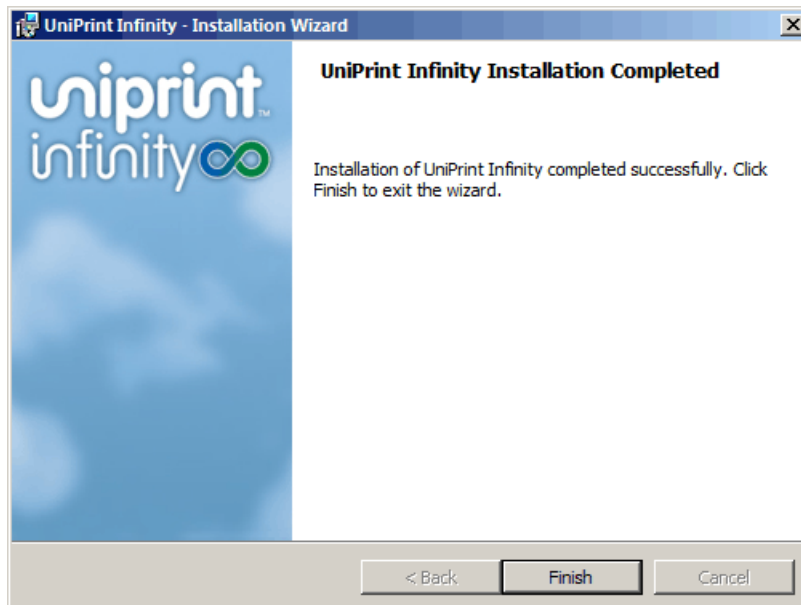 UniPrint Infinity - Installation Wizard
uniprint™
infinity
UniPrint Infinity Installation Completed
Installation of UniPrint Infinity completed successfully. Click
Finish to exit the wizard.
< Back
Finish
Cancel